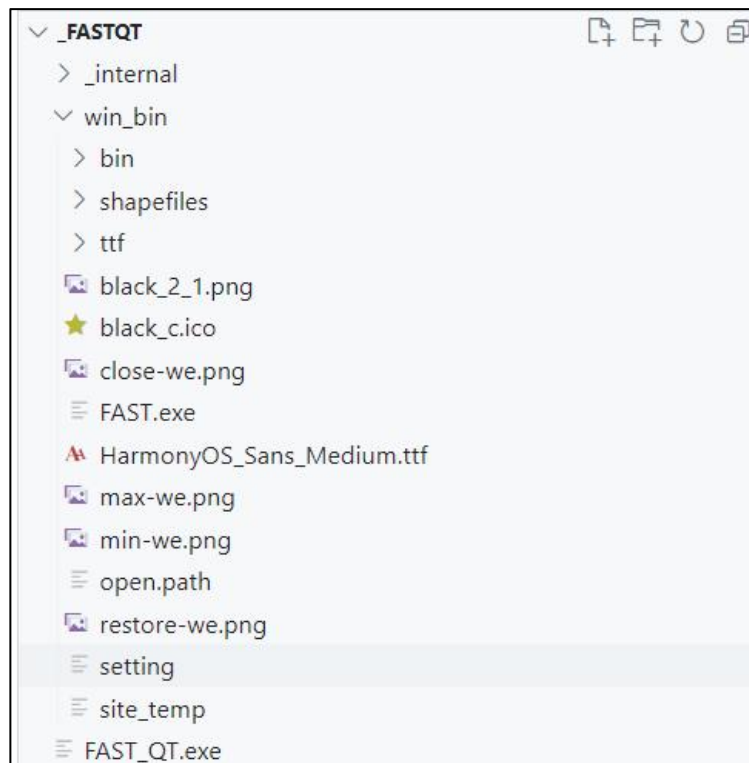 _FASTQT
_internal
win_bin
bin
shapefiles
ttf
black_2_1.png
black_c.ico
close-we.png
FAST.exe
HarmonyOS_Sans_Medium.ttf
max-we.png
min-we.png
open.path
restore-we.png
setting
site_temp
FAST_QT.exe